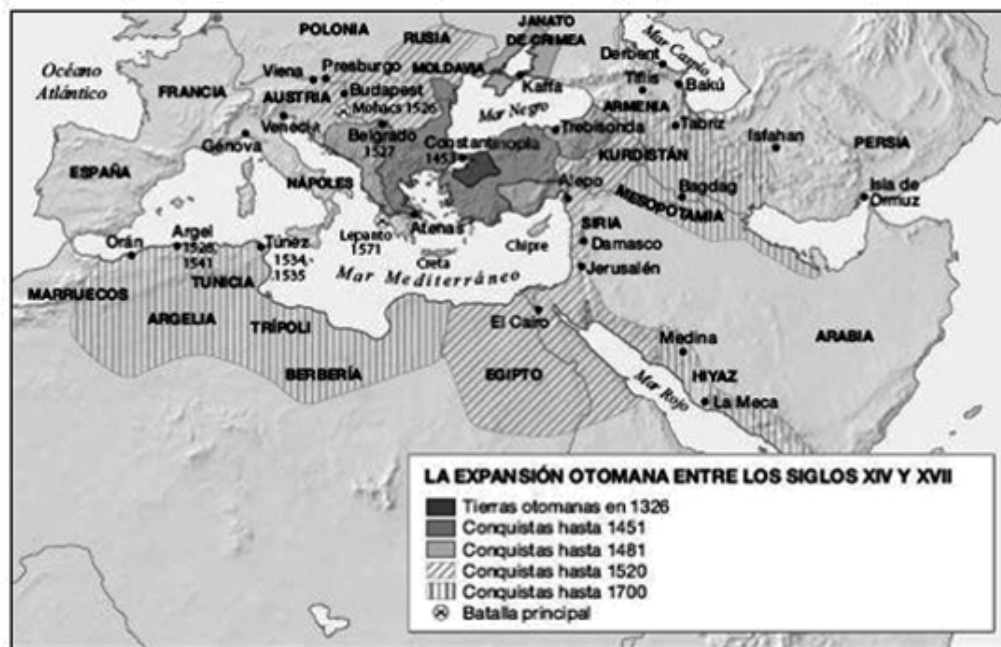 POLONIA
RUSIA
JANATO
DE CRIMEA
Mar Caspio
Océano
Atlántico
FRANCIA
Viena
Presburgo
MOLDAVIA
Kaffa
Derbent
Tiflis
Bakú
AUSTRIA
Budapest
Mohacs 1526
Mar Negro
ARMENIA
Venecia
Belgrado
1527
Trebisonda
Tabriz
Génova
Constantinopla
1453
KURDISTÁN
Isfahan
PERSIA
ESPAÑA
NÁPOLES
Alepo
Bagdag
MESOPOTAMIA
Isla de
Ormuz
Lepanto
1571
Atenas
SIRIA
Chipre
Damasco
Creta
Orán
Argel
1541
Túnez
1534,
1535
Mar Mediterráneo
Jerusalén
MARRUECOS
TUNICIA
ARGELIA
TRÍPOLI
El Cairo
Medina
ARABIA
BERBERÍA
EGIPTO
Mar Rojo
HIYAZ
La Meca
LA EXPANSIÓN OTOMANA ENTRE LOS SIGLOS XIV Y XVII
Tierras otomanas en 1326
Conquistas hasta 1451
Conquistas hasta 1481
Conquistas hasta 1520
Conquistas hasta 1700
Batalla principal